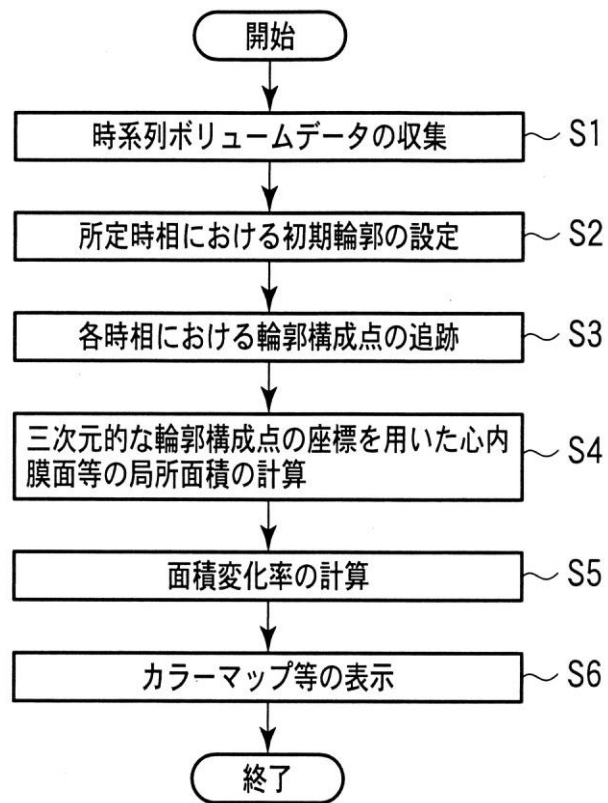 開始
時系列ボリュームデータの収集
S1
所定時相における初期輪郭の設定
S2
各時相における輪郭構成点の追跡
S3
三次元的な輪郭構成点の座標を用いた心内
膜面等の局所面積の計算
S4
面積変化率の計算
S5
カラーマップ等の表示
S6
終了